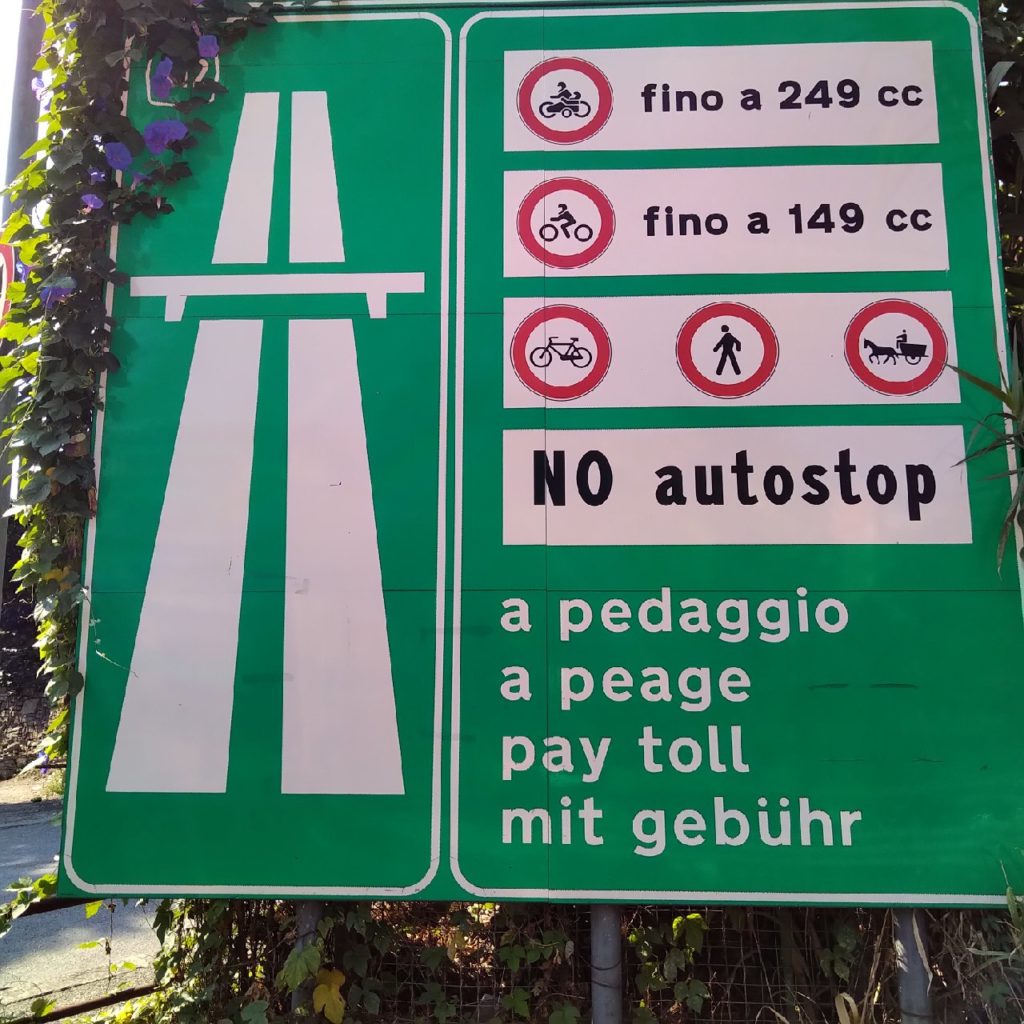 fino a 249 cc
fino a 149 cc
NO autostop
a pedaggio
a peage
pay toll
mit gebühr